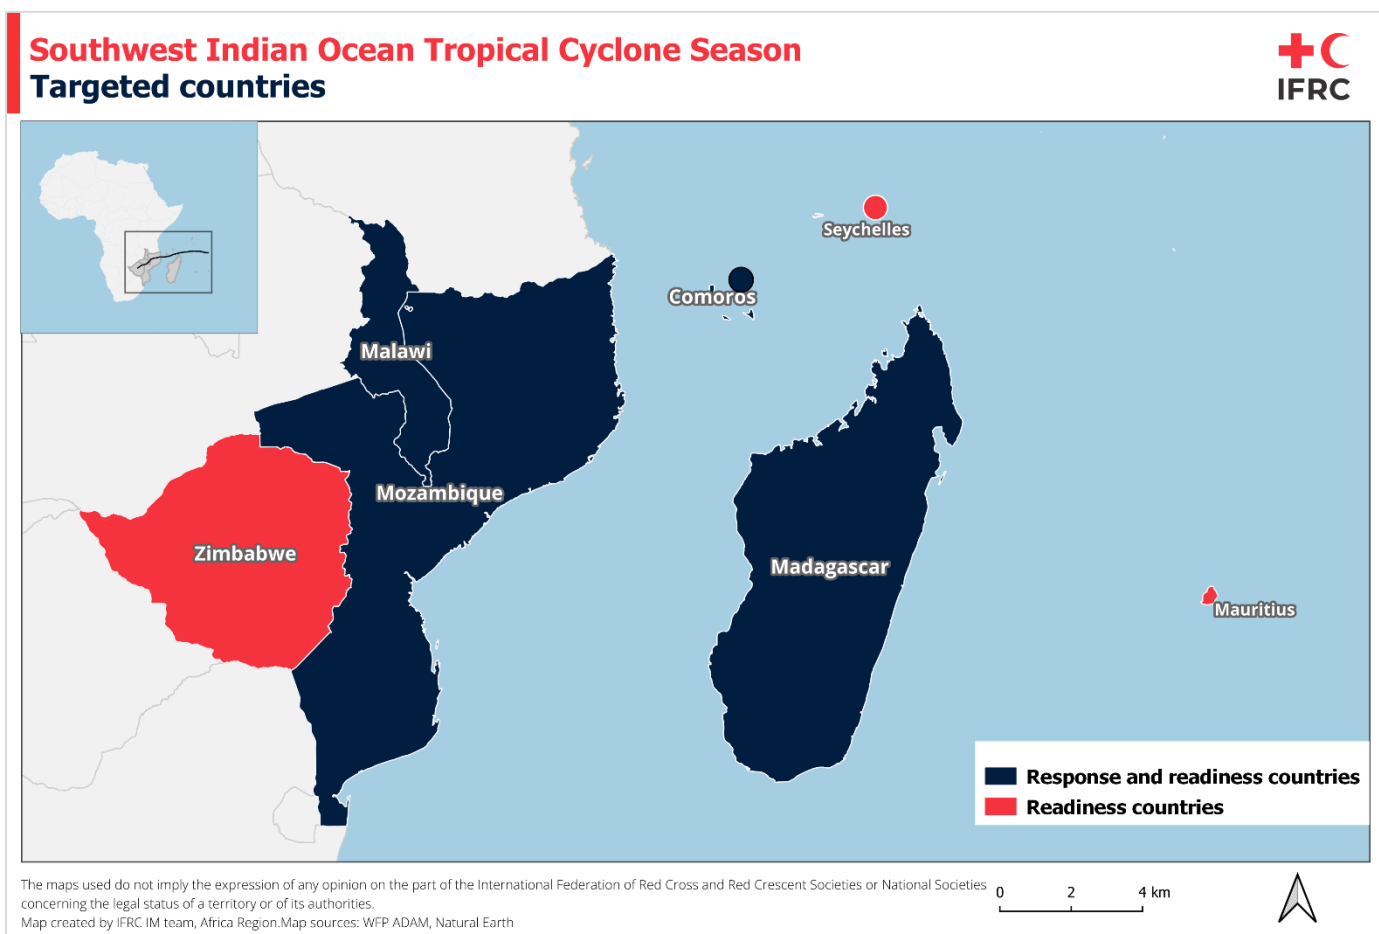 Southwest Indian Ocean Tropical Cyclone Season
Targeted countries
IFRC
Seychelles
Comoros
Malawi
Mozambique
Zimbabwe
Madagascar
Mauritius
Response and readiness countries
Readiness countries
The maps used do not imply the expression of any opinion on the part of the International Federation of Red Cross and Red Crescent Societies or National Societies
concerning the legal status of a territory or of its authorities.
Map created by IFRC IM team, Africa Region.Map sources: WFP ADAM, Natural Earth
0 2 4 km